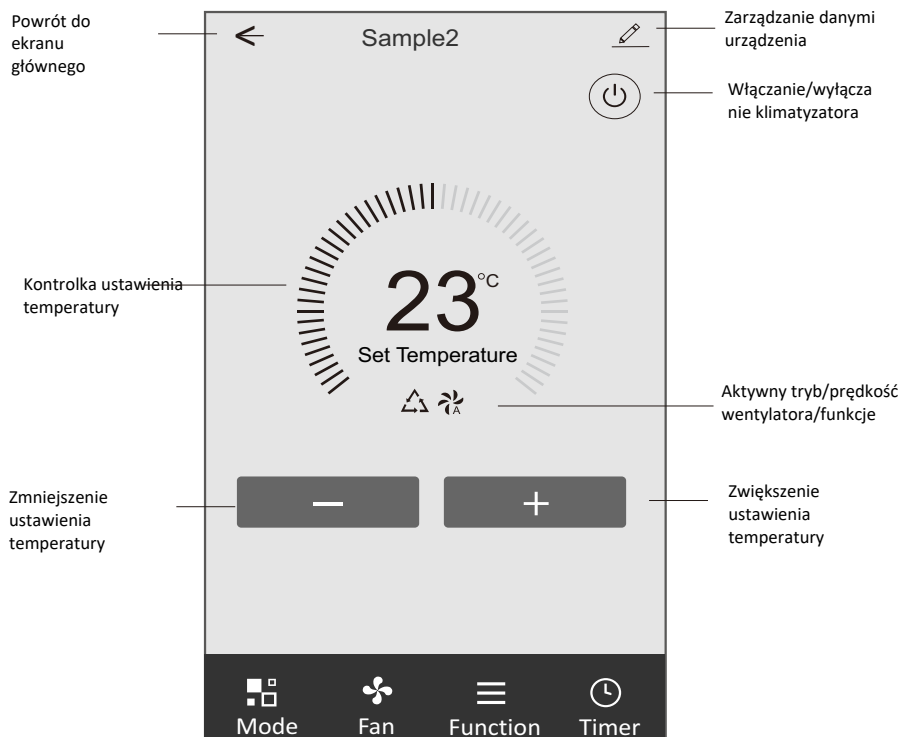 Powrót do
ekranu
głównego
Sample2
Zarządzanie danymi
urządzenia
Włączanie/wyłącza
nie klimatyzatora
Kontrolka ustawienia
temperatury
23°C
Set Temperature
A
Aktywny tryb/prędkość
wentylatora/funkcje
Zmniejszenie
ustawienia
temperatury
−
+
Zwiększenie
ustawienia
temperatury
Mode
Fan
Function
Timer